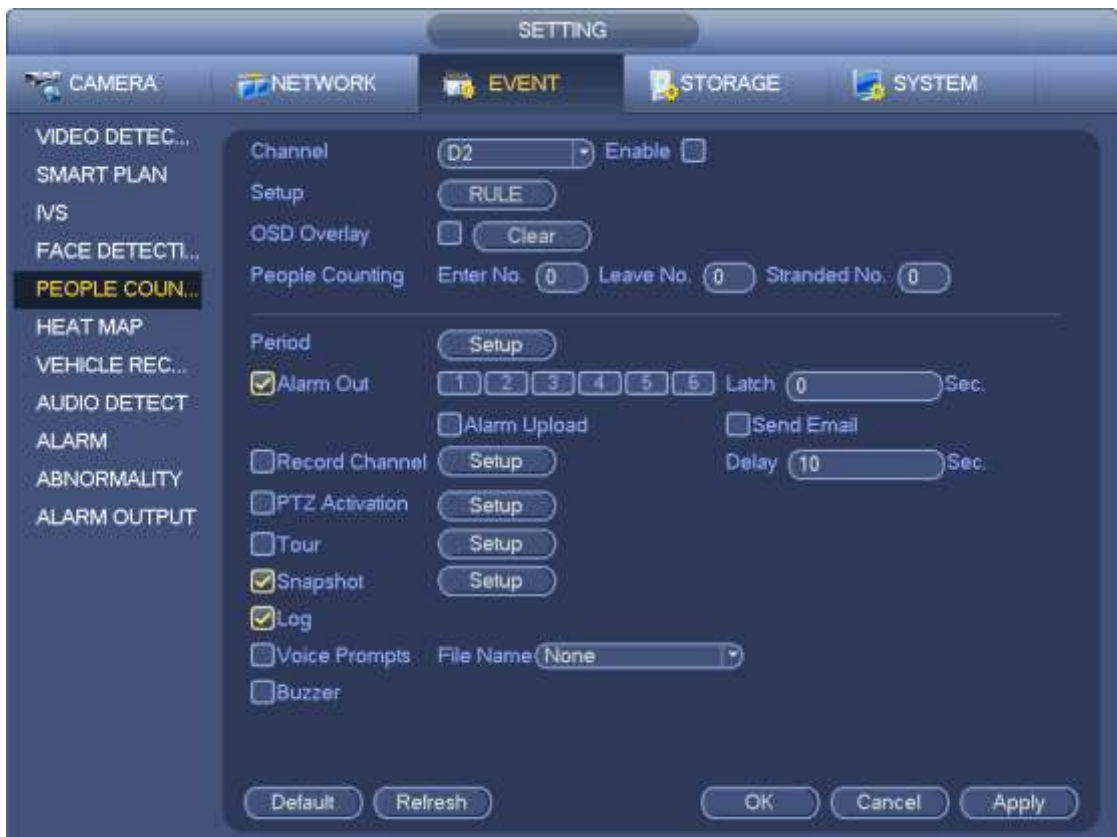 SETTING
CAMERA NETWORK EVENT STORAGE SYSTEM
VIDEO DETEC...
SMART PLAN
IVS
FACE DETECTI...
PEOPLE COUN...
HEAT MAP
VEHICLE REC...
AUDIO DETECT
ALARM
ABNORMALITY
ALARM OUTPUT
Channel D2 Enable
Setup RULE
OSD Overlay Clear
People Counting Enter No. 0 Leave No. 0 Stranded No. 0
Period Setup
Alarm Out 1 2 3 4 5 6 Latch 0 Sec.
Alarm Upload Send Email
Record Channel Setup Delay 10 Sec.
PTZ Activation Setup
Tour Setup
Snapshot Setup
Log
Voice Prompts File Name None
Buzzer
Default Refresh OK Cancel Apply